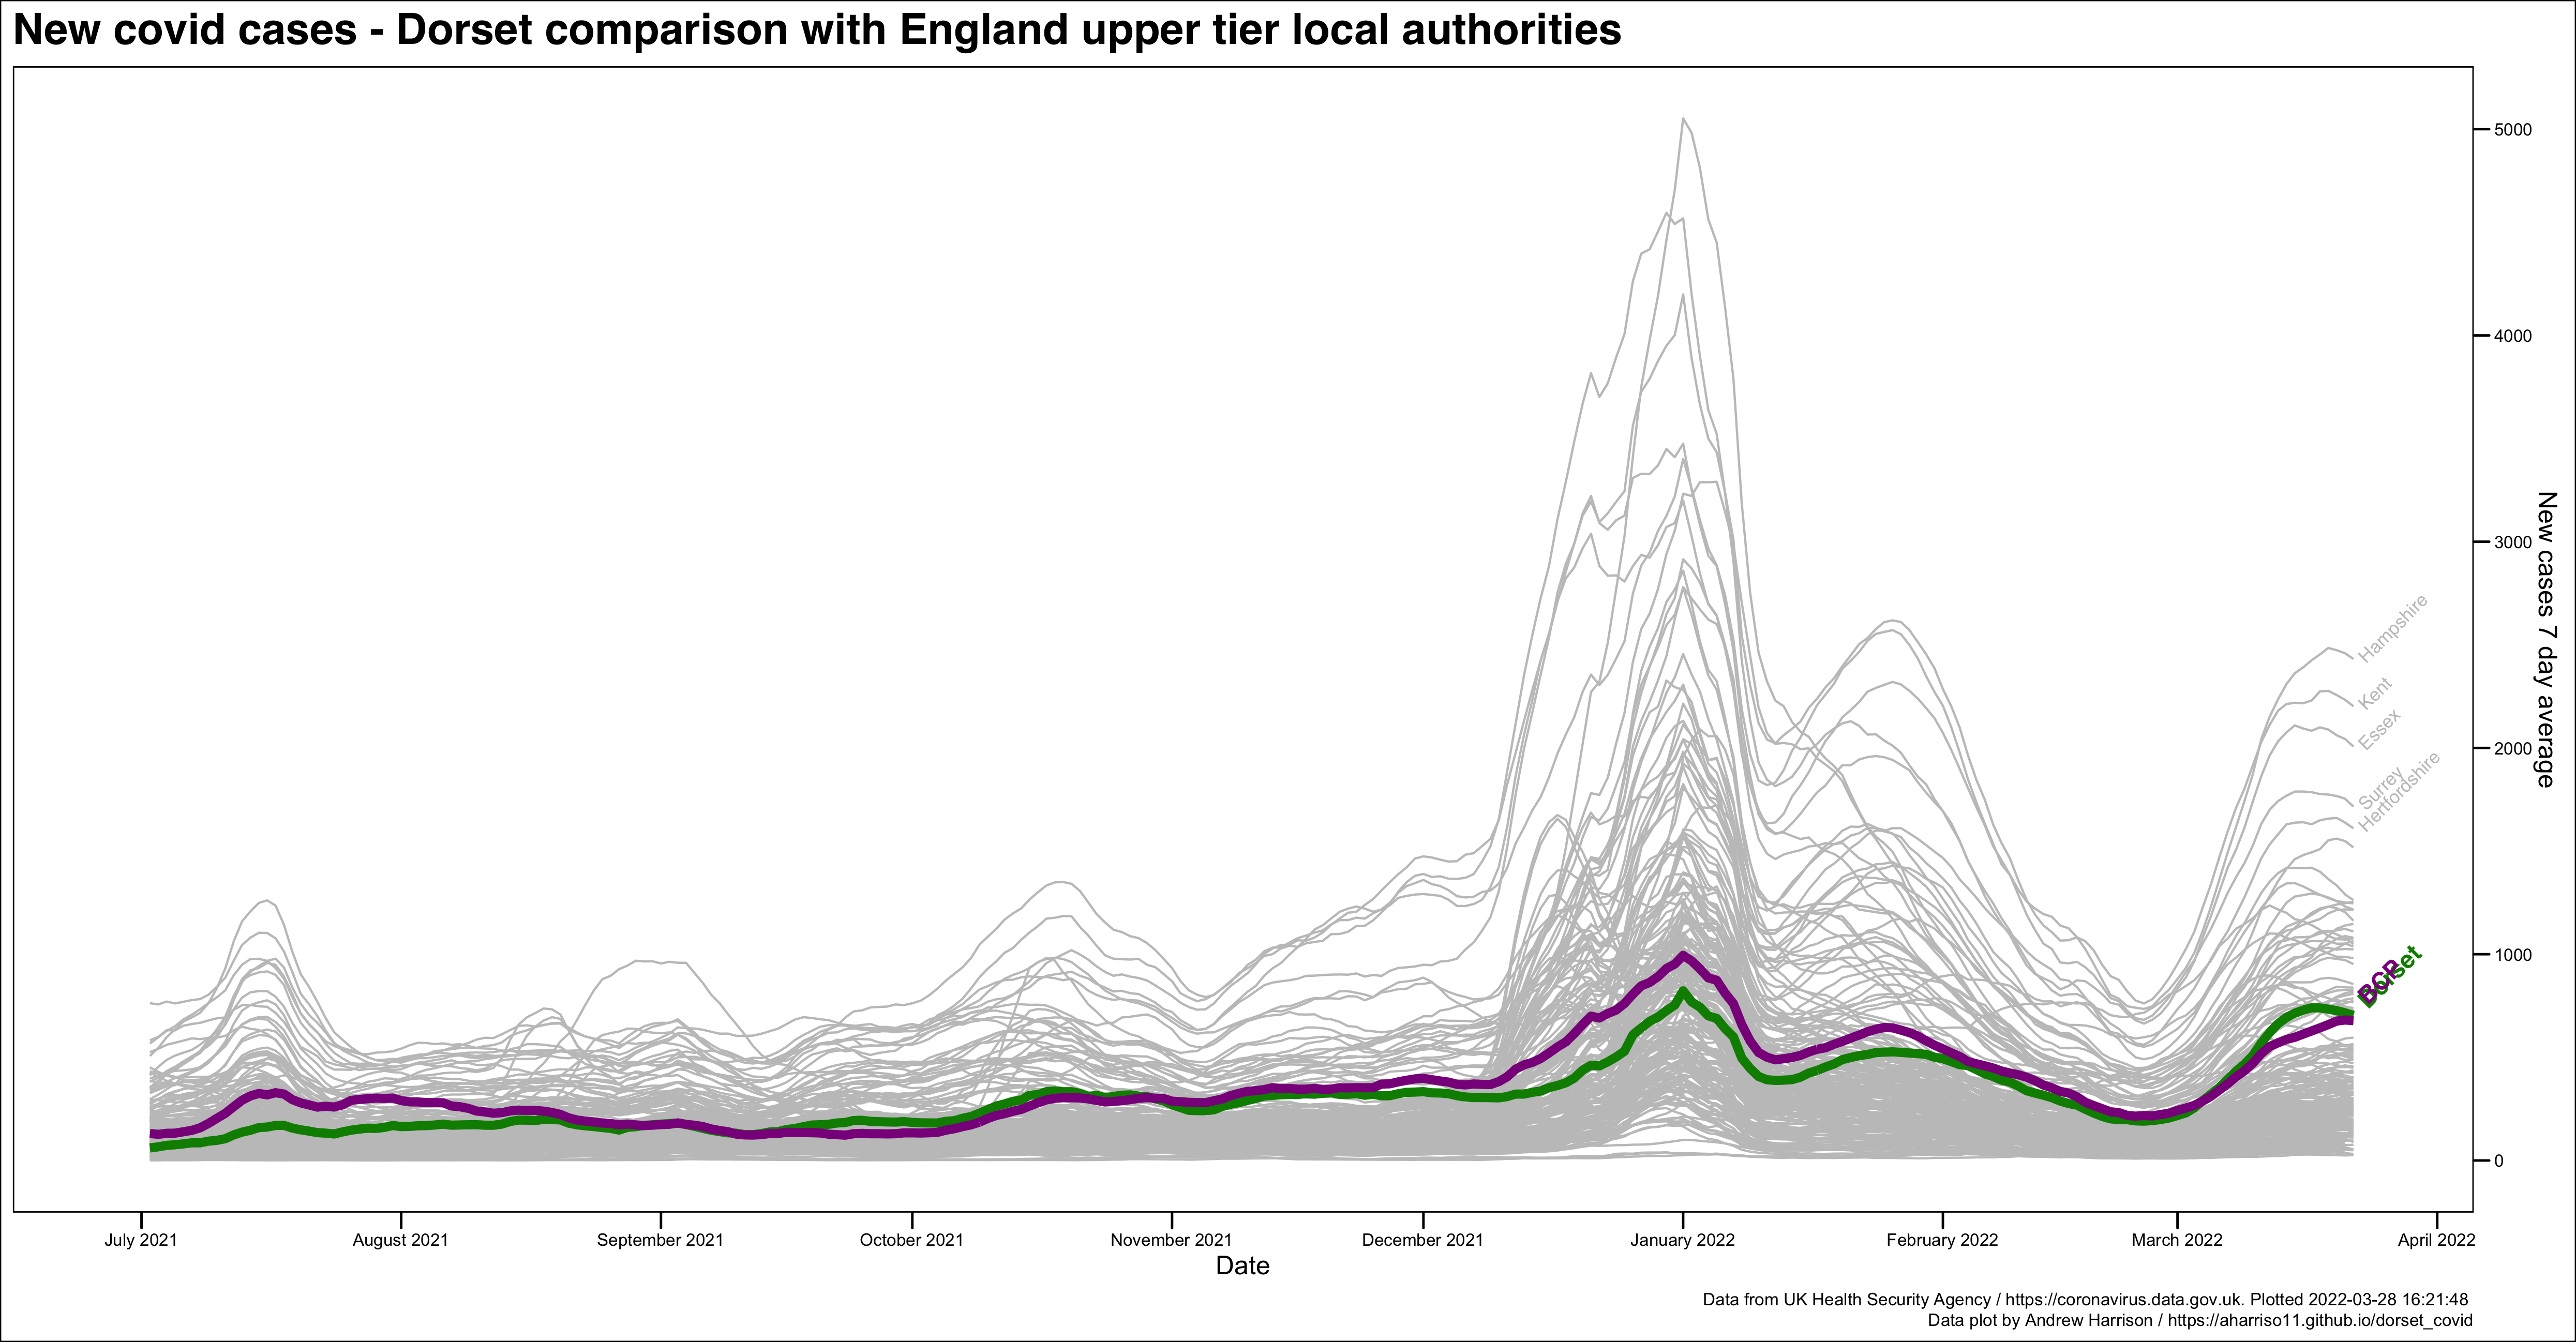 New covid cases - Dorset comparison with England upper tier local authorities
5000
4000
3000
2000
1000
0
New cases 7 day average
Hampshire
Kent
Essex
Surrey
Hertfordshire
BCP
Dorset
July 2021
August 2021
September 2021
October 2021
November 2021
December 2021
January 2022
February 2022
March 2022
April 2022
Date
Data from UK Health Security Agency / https://coronavirus.data.gov.uk. Plotted 2022-03-28 16:21:48
Data plot by Andrew Harrison / https://aharriso11.github.io/dorset_covid